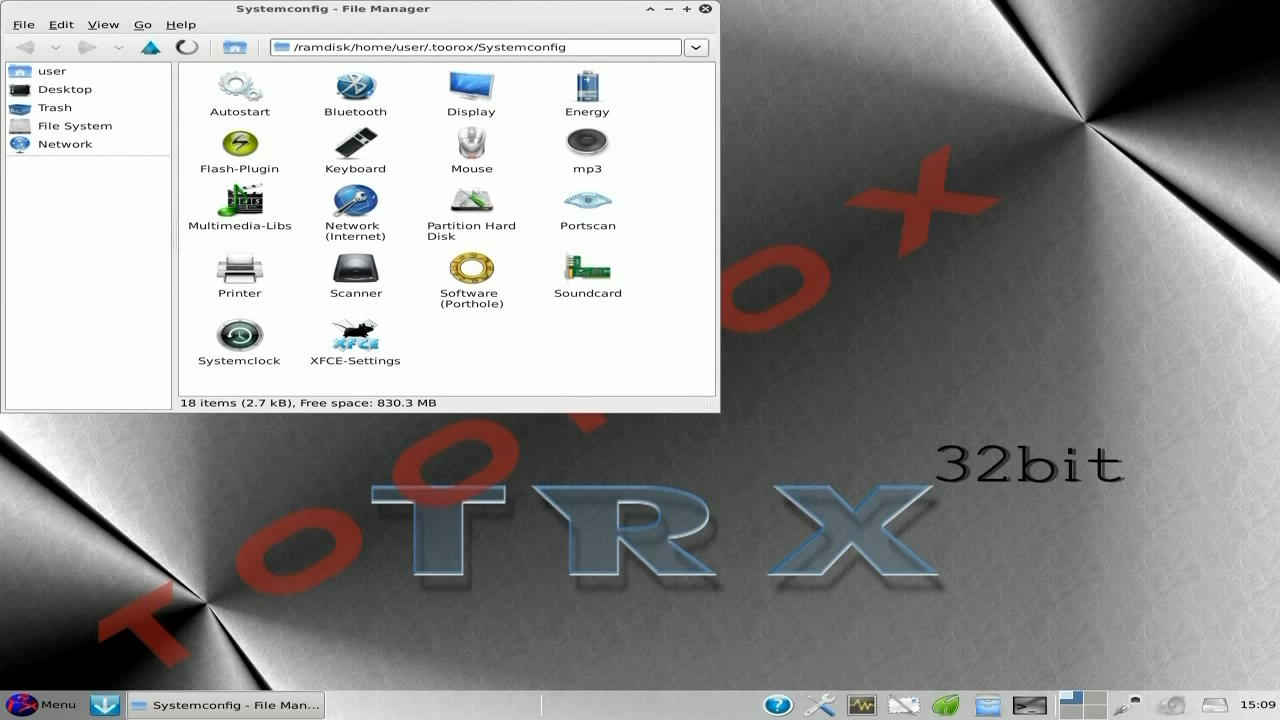 Systemconfig - File Manager
File Edit View Go Help
/ramdisk/home/user/.toorox/Systemconfig
user
Desktop
Trash
File System
Network
Autostart Bluetooth Display Energy
Flash-Plugin Keyboard Mouse mp3
Multimedia-Libs Network Partition Hard Portscan
(Internet) Disk
Printer Scanner Software Soundcard
(Porthole)
Systemclock XFCE-Settings
XFCE
18 items (2.7 kB), Free space: 830.3 MB
TOOROX
32bit
TRX
Menu Systemconfig - File Man... 15:09